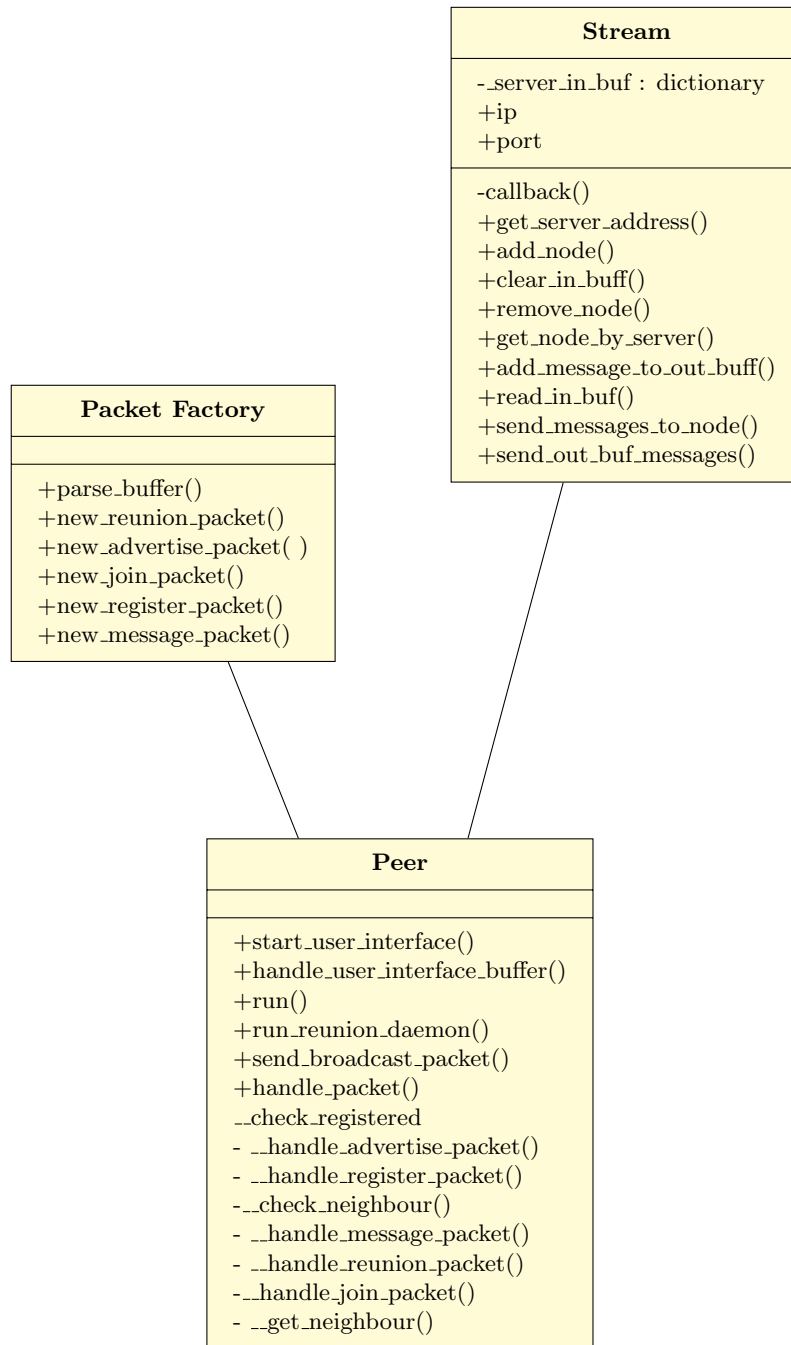 Stream
-_server_in_buf : dictionary
+ip
+port
-callback()
+get_server_address()
+add_node()
+clear_in_buff()
+remove_node()
+get_node_by_server()
+add_message_to_out_buff()
+read_in_buf()
+send_messages_to_node()
+send_out_buf_messages()
Packet Factory
+parse_buffer()
+new_reunion_packet()
+new_advertise_packet( )
+new_join_packet()
+new_register_packet()
+new_message_packet()
Peer
+start_user_interface()
+handle_user_interface_buffer()
+run()
+run_reunion_daemon()
+send_broadcast_packet()
+handle_packet()
__check_registered
- __handle_advertise_packet()
- __handle_register_packet()
-__check_neighbour()
- __handle_message_packet()
- __handle_reunion_packet()
-__handle_join_packet()
- __get_neighbour()